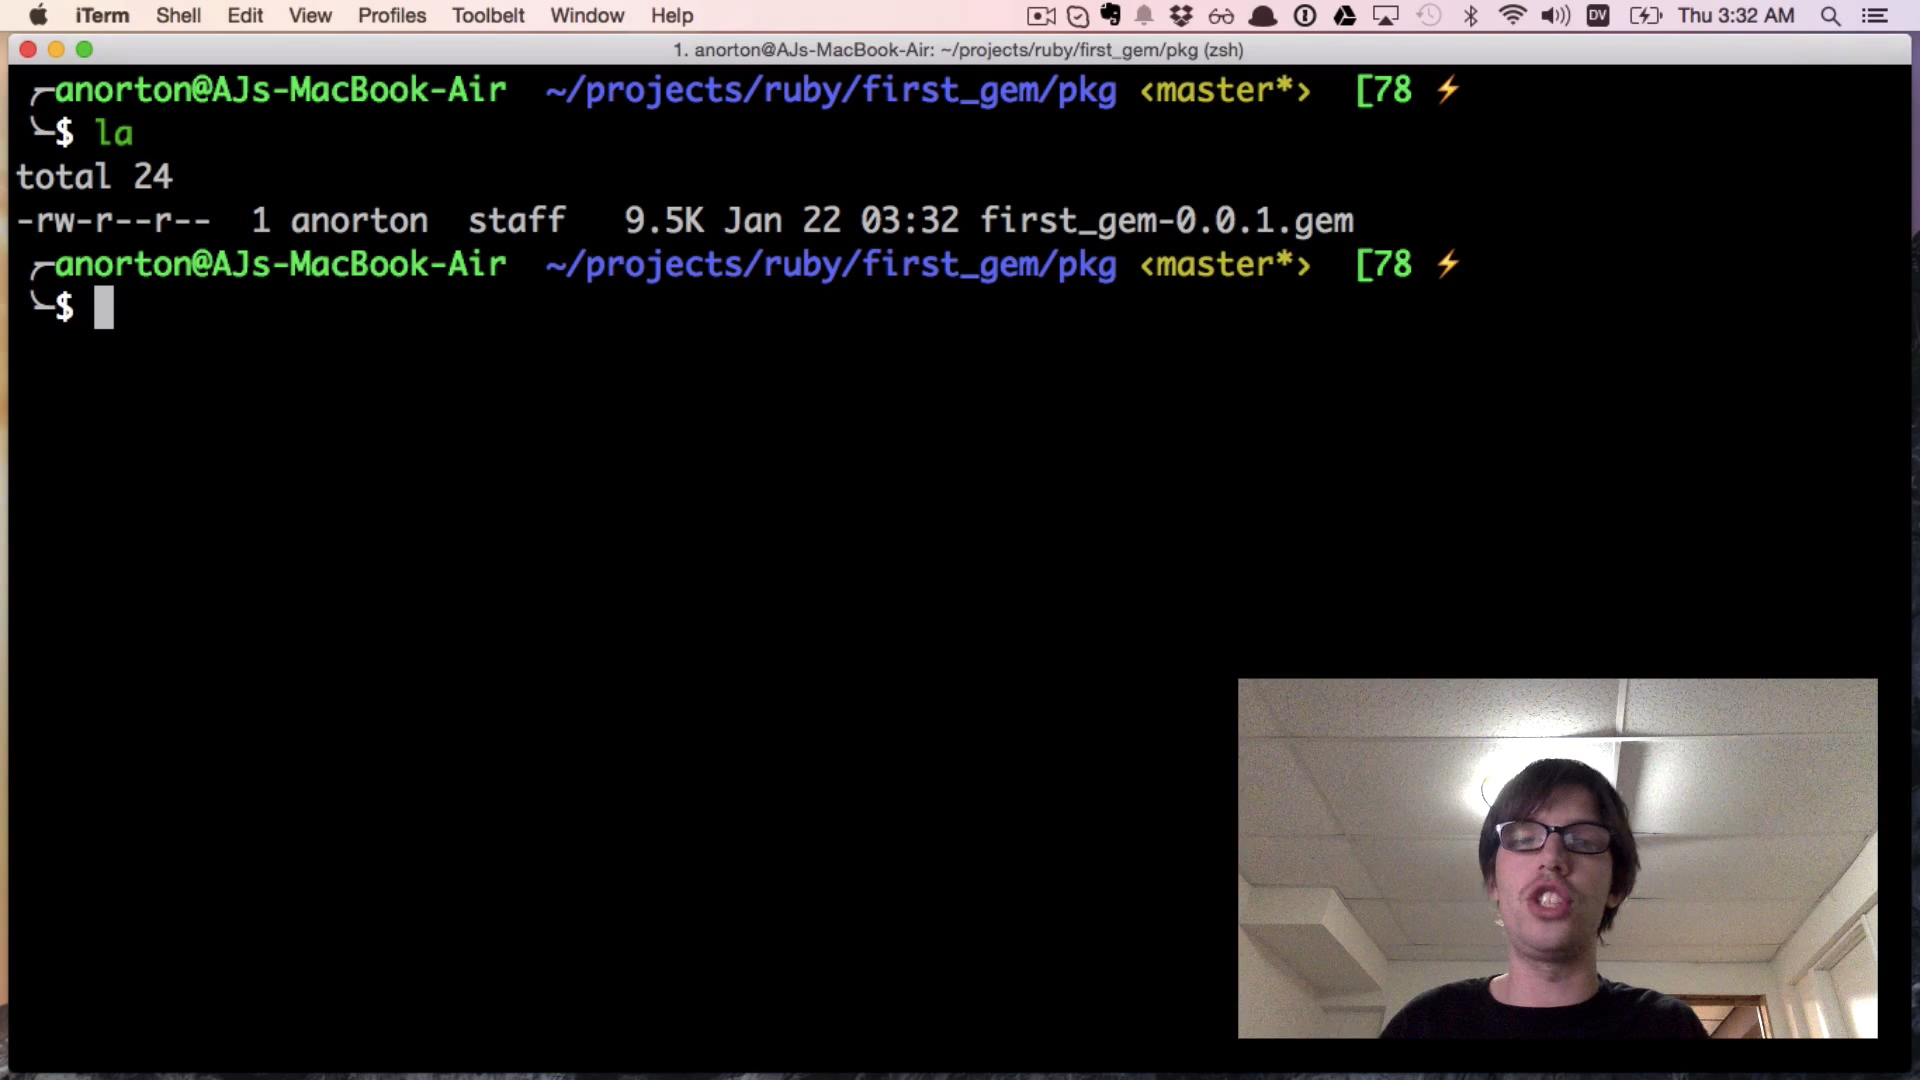 iTerm Shell Edit View Profiles Toolbelt Window Help DV Thu 3:32 AM
1. anorton@AJs-MacBook-Air: ~/projects/ruby/first_gem/pkg (zsh)
anorton@AJs-MacBook-Air ~/projects/ruby/first_gem/pkg <master*> [78 ⚡
$ la
total 24
-rw-r--r-- 1 anorton staff 9.5K Jan 22 03:32 first_gem-0.0.1.gem
anorton@AJs-MacBook-Air ~/projects/ruby/first_gem/pkg <master*> [78 ⚡
$